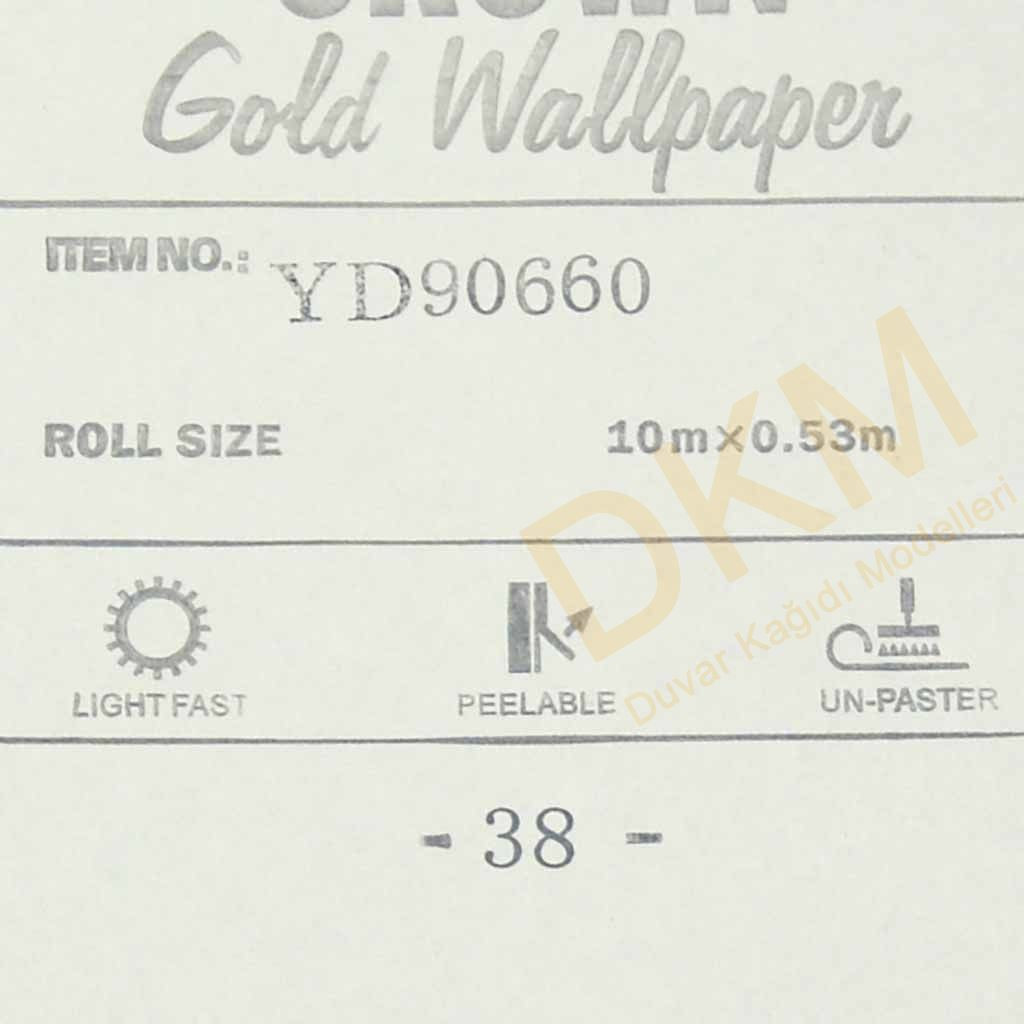 CROWN
Gold Wallpaper
ITEM NO.: YD90660
ROLL SIZE 10m×0.53m
DKM
Duvar Kağıdı Modelleri
LIGHT FAST PEELABLE UN-PASTER
- 38 -